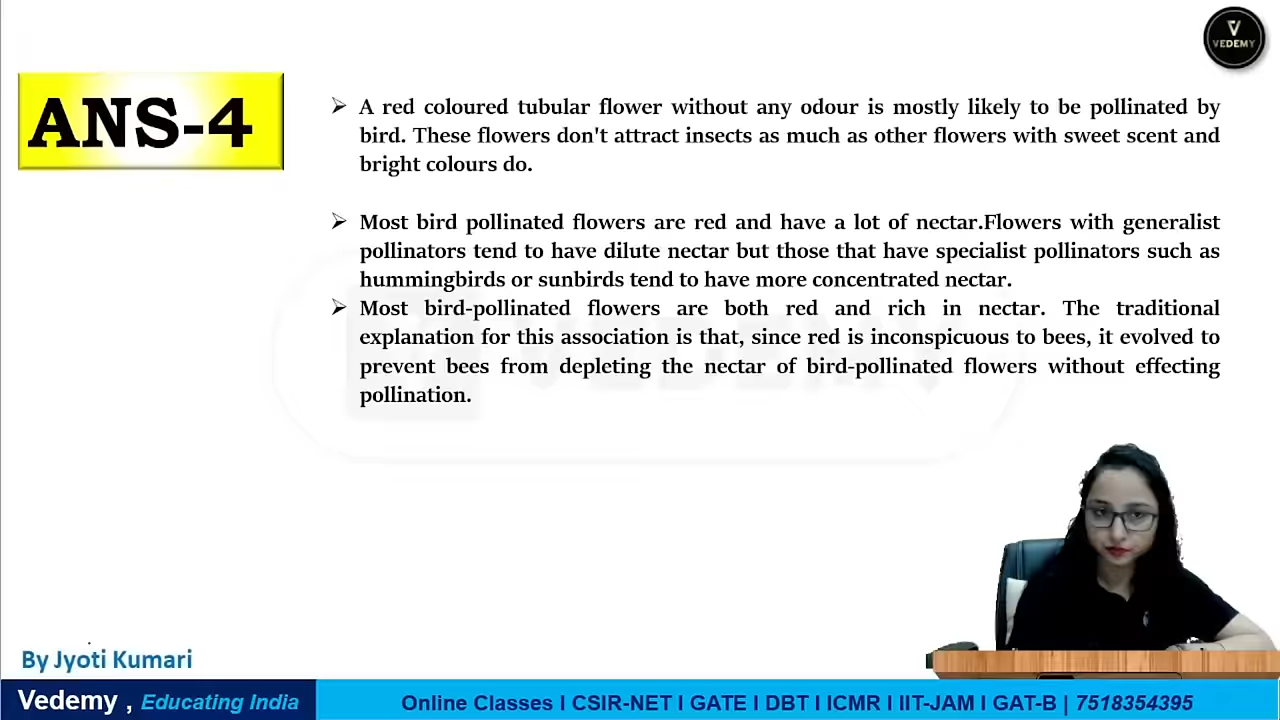 V
VEDEMY
ANS-4
➢ A red coloured tubular flower without any odour is mostly likely to be pollinated by
bird. These flowers don't attract insects as much as other flowers with sweet scent and
bright colours do.
➢ Most bird pollinated flowers are red and have a lot of nectar.Flowers with generalist
pollinators tend to have dilute nectar but those that have specialist pollinators such as
hummingbirds or sunbirds tend to have more concentrated nectar.
➢ Most bird-pollinated flowers are both red and rich in nectar. The traditional
explanation for this association is that, since red is inconspicuous to bees, it evolved to
prevent bees from depleting the nectar of bird-pollinated flowers without effecting
pollination.
VEDEMY
By Jyoti Kumari
Vedemy , Educating India
Online Classes I CSIR-NET I GATE I DBT I ICMR I IIT-JAM I GAT-B | 7518354395